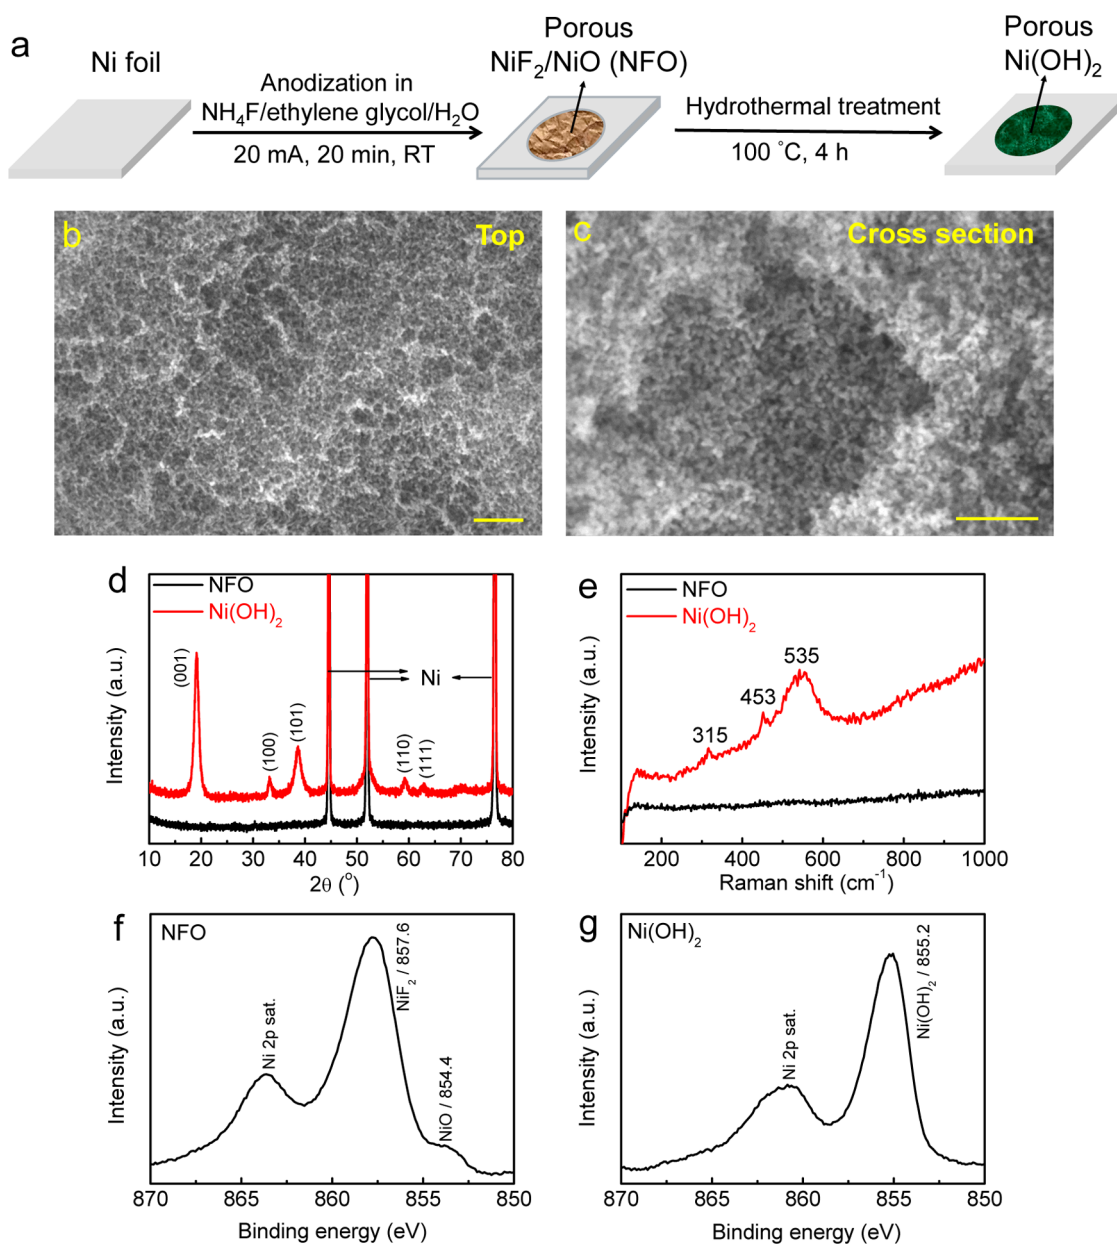 a
Ni foil
Anodization in
NH₄F/ethylene glycol/H₂O
20 mA, 20 min, RT
Porous
NiF₂/NiO (NFO)
Hydrothermal treatment
100 °C, 4 h
Porous
Ni(OH)₂
b
Top
c
Cross section
d
NFO
Ni(OH)₂
(001)
(100)
(101)
Ni
(110)
(111)
Intensity (a.u.)
10 20 30 40 50 60 70 80
2θ (°)
e
NFO
Ni(OH)₂
315
453
535
Intensity (a.u.)
200 400 600 800 1000
Raman shift (cm⁻¹)
f
NFO
Ni 2p sat.
NiF₂ / 857.6
NiO / 854.4
Intensity (a.u.)
870 865 860 855 850
Binding energy (eV)
g
Ni(OH)₂
Ni 2p sat.
Ni(OH)₂ / 855.2
Intensity (a.u.)
870 865 860 855 850
Binding energy (eV)